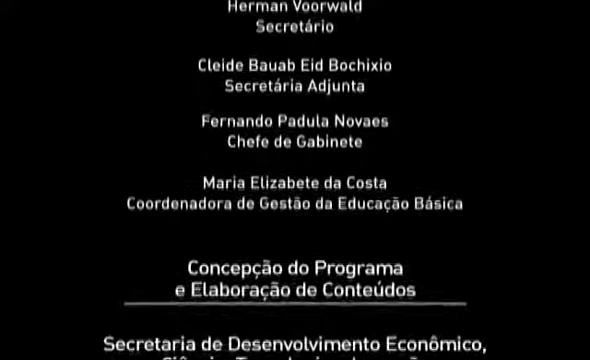 Herman Voorwald
Secretário
Cleide Bauab Eid Bochixio
Secretária Adjunta
Fernando Padula Novaes
Chefe de Gabinete
Maria Elizabete da Costa
Coordenadora de Gestão da Educação Básica
Concepção do Programa
e Elaboração de Conteúdos
Secretaria de Desenvolvimento Econômico,